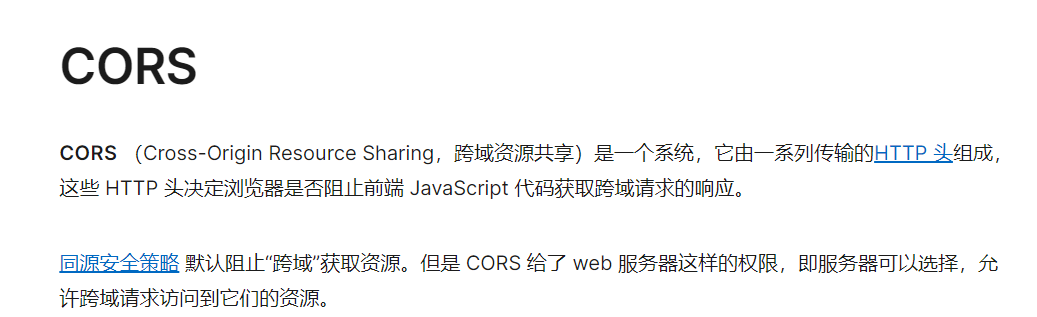 CORS
CORS （Cross-Origin Resource Sharing，跨域资源共享）是一个系统，它由一系列传输的HTTP 头组成，
这些 HTTP 头决定浏览器是否阻止前端 JavaScript 代码获取跨域请求的响应。
同源安全策略 默认阻止“跨域”获取资源。但是 CORS 给了 web 服务器这样的权限，即服务器可以选择，允
许跨域请求访问到它们的资源。